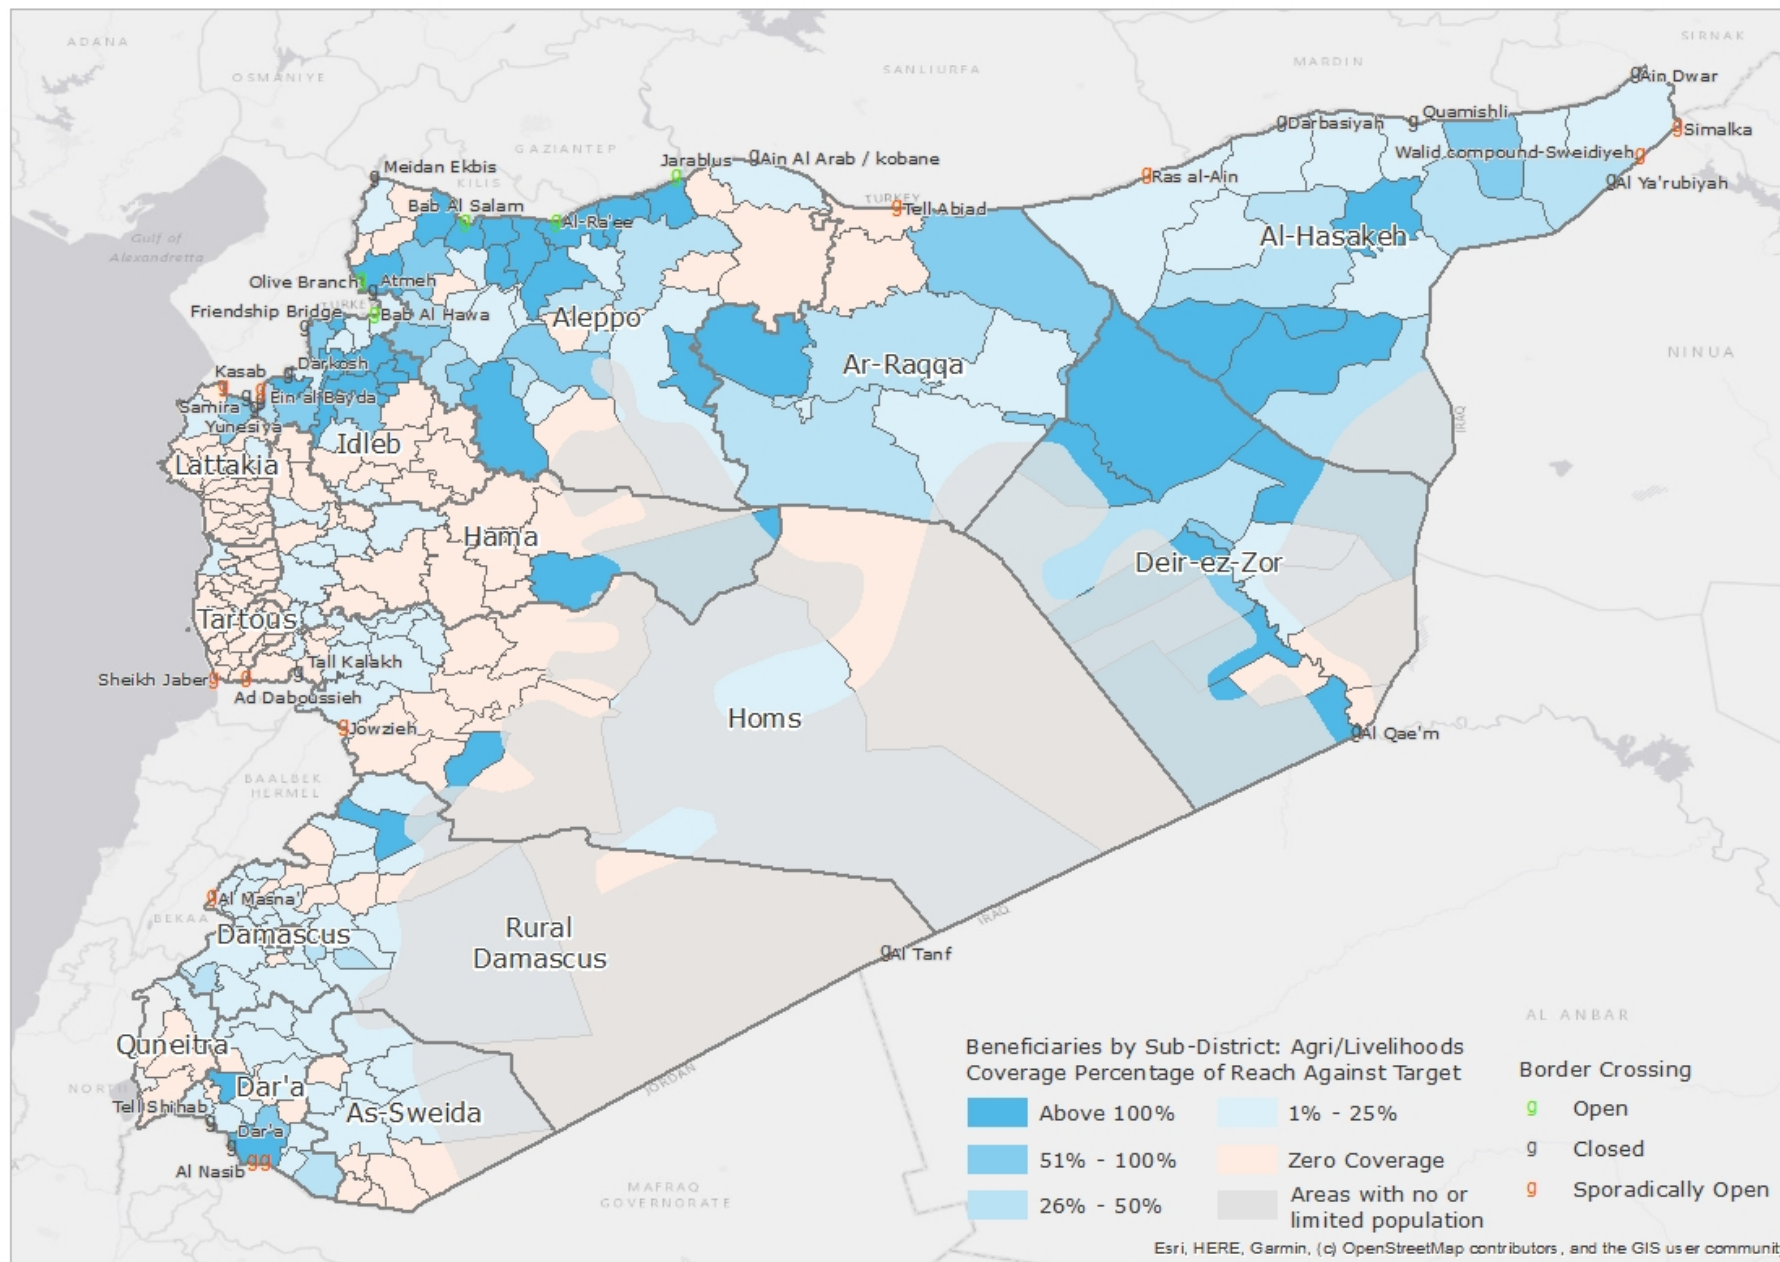 ADANA
OSMANIYE
SANLIURFA
MARDIN
SIRNAK
Ain Dwar
Quamishli
Darbasiyah
g Simalka
GAZIANTEP
Jarablus
g Ain Al Arab / kobane
Walid compound-Sweidiyeh g
Meidan Ekbis
KILIS
g Ras al-Ain
g Al Ya'rubiyah
Bab Al Salam
TURKEY
g Tell Abiad
g Al-Ra'ee
Gulf of
Alexandretta
Al-Hasakeh
Olive Branch
Atmeh
TURKEY
Friendship Bridge
g Bab Al Hawa
Aleppo
NINUA
Darkosh
Ar-Raqqa
Kasab
Ein al Bayda
Samira
IRAQ
Yunesiya
Idleb
Lattakia
Hama
Deir-ez-Zor
Tartous
Tall Kalakh
Sheikh Jaber g
Ad Daboussieh
Homs
g Jowzieh
g Al Qae'm
BAALBEK
HERMEL
g Al Masna'
BEKAA
Damascus
Rural
Damascus
IRAQ
g Al Tanf
AL ANBAR
Quneitra
Beneficiaries by Sub-District: Agri/Livelihoods
Coverage Percentage of Reach Against Target
Border Crossing
NORTH
Dar'a
JORDAN
Tell Shihab
As-Sweida
Above 100%
1% - 25%
g Open
Dar'a
g Closed
51% - 100%
Zero Coverage
Al Nasib gg
MAFRAQ
GOVERNORATE
g Sporadically Open
26% - 50%
Areas with no or
limited population
Esri, HERE, Garmin, (c) OpenStreetMap contributors, and the GIS user communit